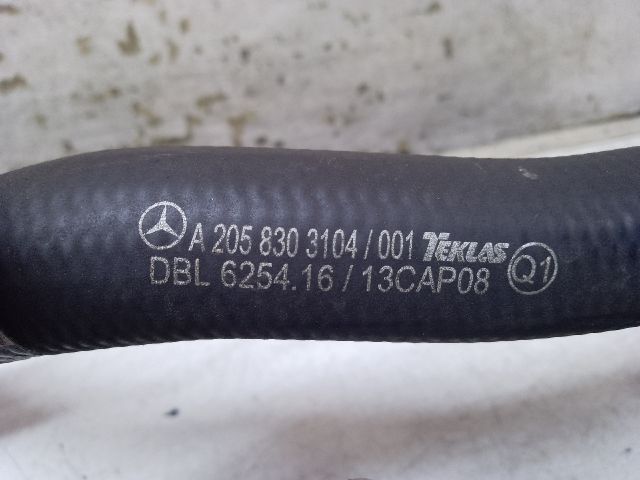 A 205 830 3104 / 001 TEKLAS
DBL 6254.16 / 13CAP08 Q1